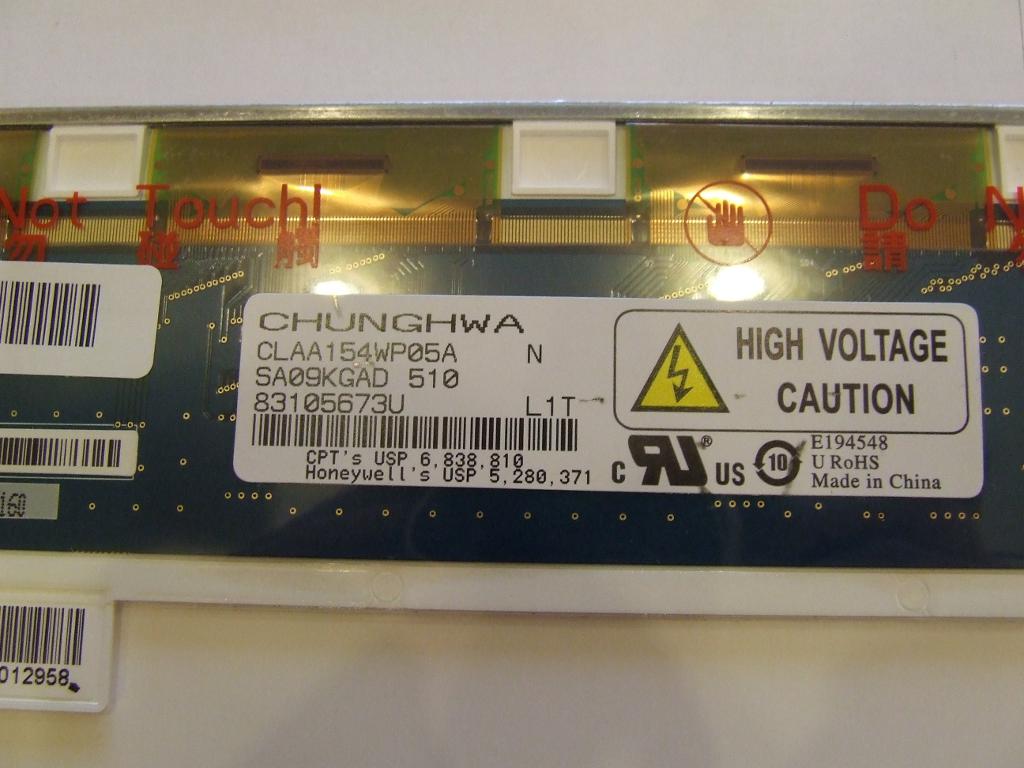 Not Touch!
勿 碰 觸
Do N
請
CHUNGHWA
CLAA154WP05A N
SA09KGAD 510
83105673U L1T
CPT's USP 6,838,810
Honeywell's USP 5,280,371
HIGH VOLTAGE
CAUTION
c RU ® US 10
E194548
U RoHS
Made in China
160
012958